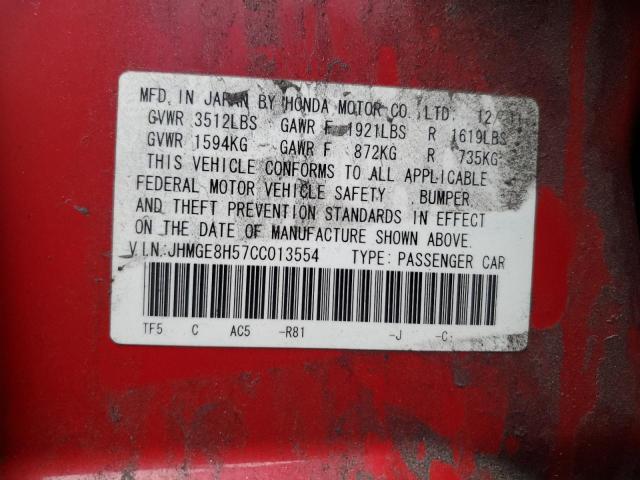 MFD. IN JAPAN BY HONDA MOTOR CO., LTD. 12/11
GVWR 3512LBS GAWR F 1921LBS R 1619LBS
GVWR 1594KG GAWR F 872KG R 735KG
THIS VEHICLE CONFORMS TO ALL APPLICABLE
FEDERAL MOTOR VEHICLE SAFETY, BUMPER
AND THEFT PREVENTION STANDARDS IN EFFECT
ON THE DATE OF MANUFACTURE SHOWN ABOVE.
V.I.N.:JHMGE8H57CC013554 TYPE: PASSENGER CAR
TF5 C AC5 -R81 -J -C